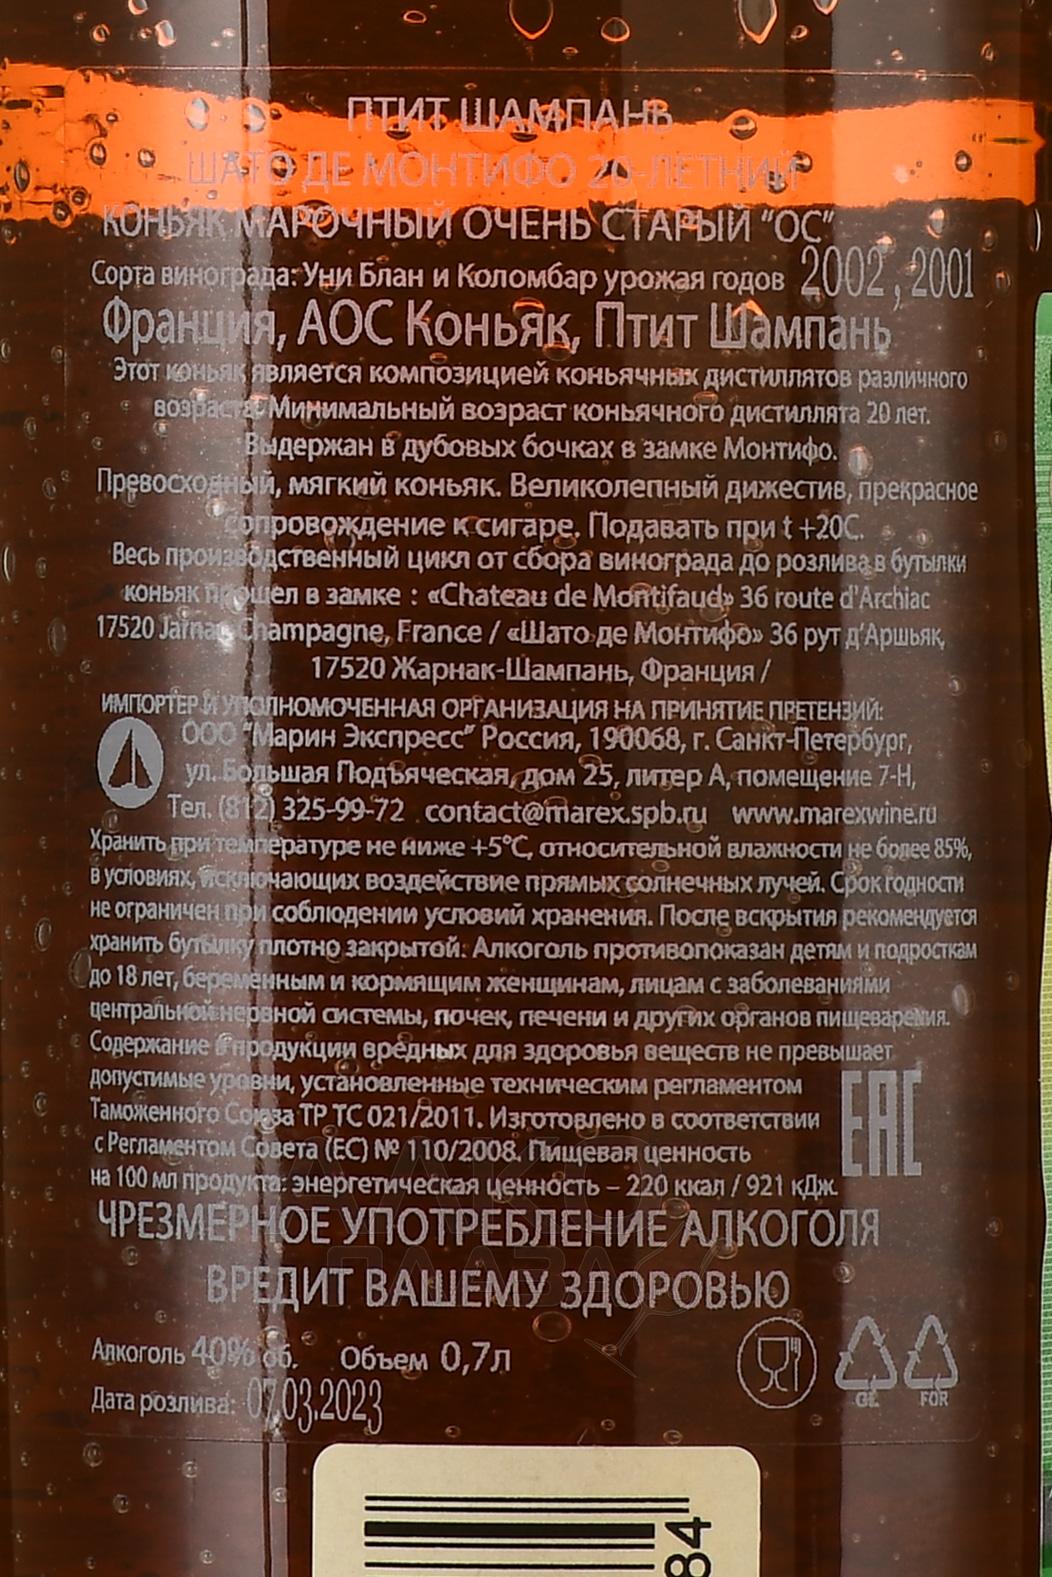 ПТИТ ШАМПАНЬ
ШАТО ДЕ МОНТИФО 20-ЛЕТНИЙ
КОНЬЯК МАРОЧНЫЙ ОЧЕНЬ СТАРЫЙ "ОС"
Сорта винограда: Уни Блан и Коломбар урожая годов 2002, 2001
Франция, АОС Коньяк, Птит Шампань
Этот коньяк является композицией коньячных дистиллятов различного
возраста. Минимальный возраст коньячного дистиллята 20 лет.
Выдержан в дубовых бочках в замке Монтифо.
Превосходный, мягкий коньяк. Великолепный дижестив, прекрасное
сопровождение к сигаре. Подавать при t +20С.
Весь производственный цикл от сбора винограда до розлива в бутылки
коньяк прошел в замке : «Chateau de Montifaud» 36 route d'Archiac
17520 Jarnac Champagne, France / «Шато де Монтифо» 36 рут д'Аршьяк,
17520 Жарнак-Шампань, Франция /
ИМПОРТЕР И УПОЛНОМОЧЕННАЯ ОРГАНИЗАЦИЯ НА ПРИНЯТИЕ ПРЕТЕНЗИЙ:
ООО "Марин Экспресс" Россия, 190068, г. Санкт-Петербург,
ул. Большая Подъяческая, дом 25, литер А, помещение 7-Н,
Тел. (812) 325-99-72 contact@marex.spb.ru www.marexwine.ru
Хранить при температуре не ниже +5°С, относительной влажности не более 85%,
в условиях, исключающих воздействие прямых солнечных лучей. Срок годности
не ограничен при соблюдении условий хранения. После вскрытия рекомендуется
хранить бутылку плотно закрытой. Алкоголь противопоказан детям и подросткам
до 18 лет, беременным и кормящим женщинам, лицам с заболеваниями
центральной нервной системы, почек, печени и других органов пищеварения.
Содержание в продукции вредных для здоровья веществ не превышает
допустимые уровни, установленные техническим регламентом
Таможенного Союза ТР ТС 021/2011. Изготовлено в соответствии
с Регламентом Совета (ЕС) № 110/2008. Пищевая ценность
на 100 мл продукта: энергетическая ценность – 220 ккал / 921 кДж.
EAC
ЧРЕЗМЕРНОЕ УПОТРЕБЛЕНИЕ АЛКОГОЛЯ
ВРЕДИТ ВАШЕМУ ЗДОРОВЬЮ
АЛКО
ПЛАЗА
Алкоголь 40% об. Объем 0,7л
GL FOR
Дата розлива: 07.03.2023
84